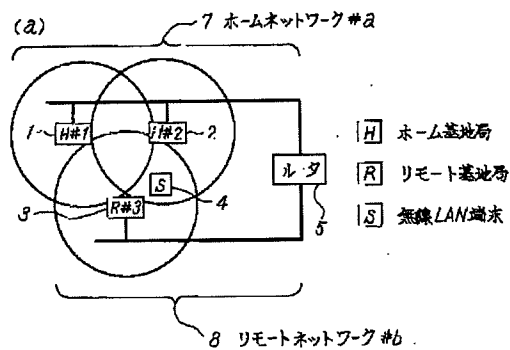 (a)
7 ホームネットワーク#a
1
H#1
H#2
2
S
4
3
R#3
ルータ
5
H ホーム基地局
R リモート基地局
S 無線LAN端末
8 リモートネットワーク#b